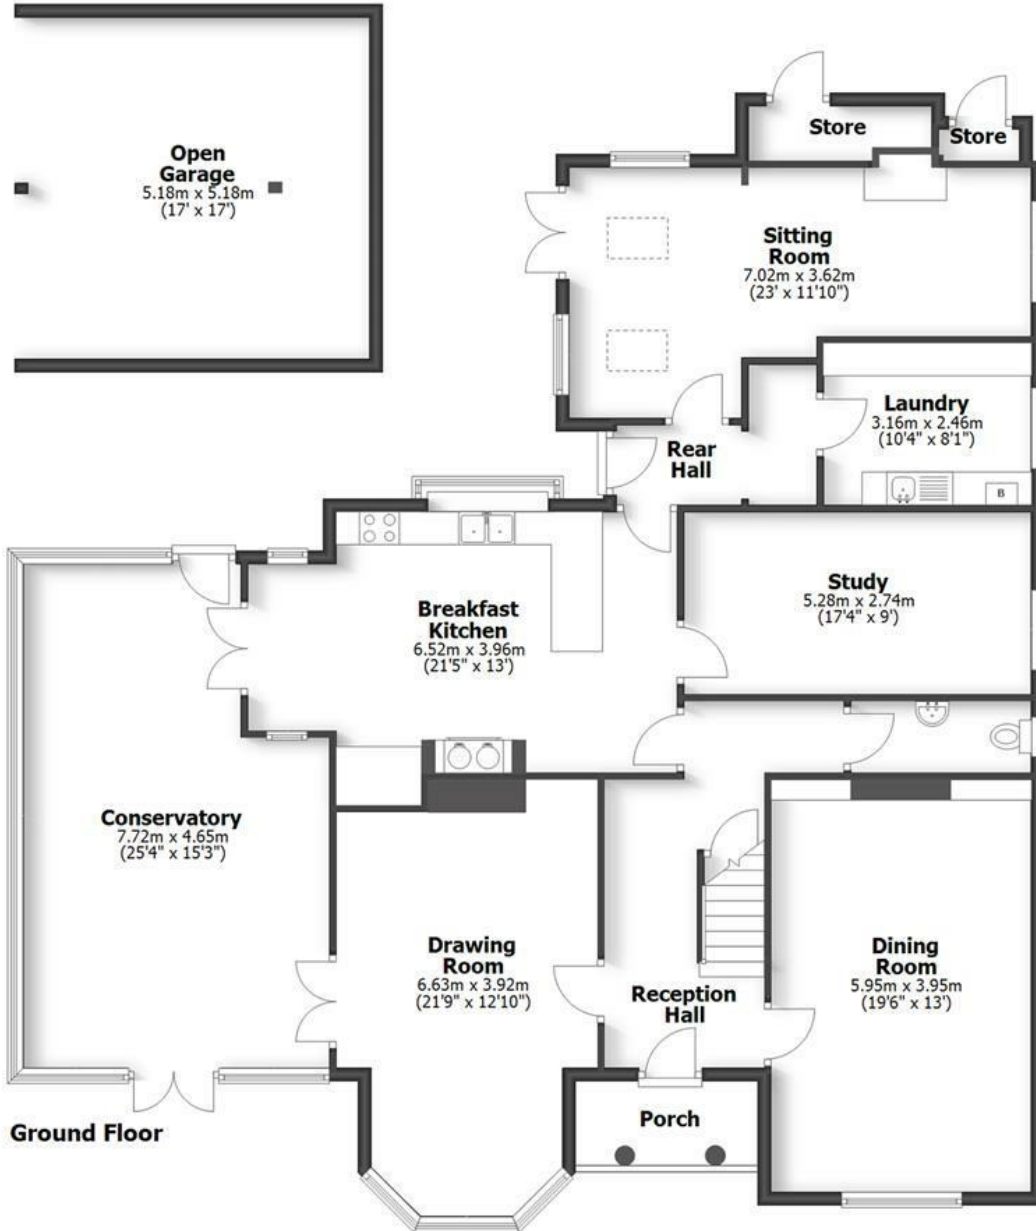 Open
Garage
5.18m x 5.18m
(17' x 17')
Store
Store
Sitting
Room
7.02m x 3.62m
(23' x 11'10")
Laundry
3.16m x 2.46m
(10'4" x 8'1")
B
Rear
Hall
Study
5.28m x 2.74m
(17'4" x 9')
Breakfast
Kitchen
6.52m x 3.96m
(21'5" x 13')
Conservatory
7.72m x 4.65m
(25'4" x 15'3")
Drawing
Room
6.63m x 3.92m
(21'9" x 12'10")
Reception
Hall
Dining
Room
5.95m x 3.95m
(19'6" x 13')
Porch
Ground Floor